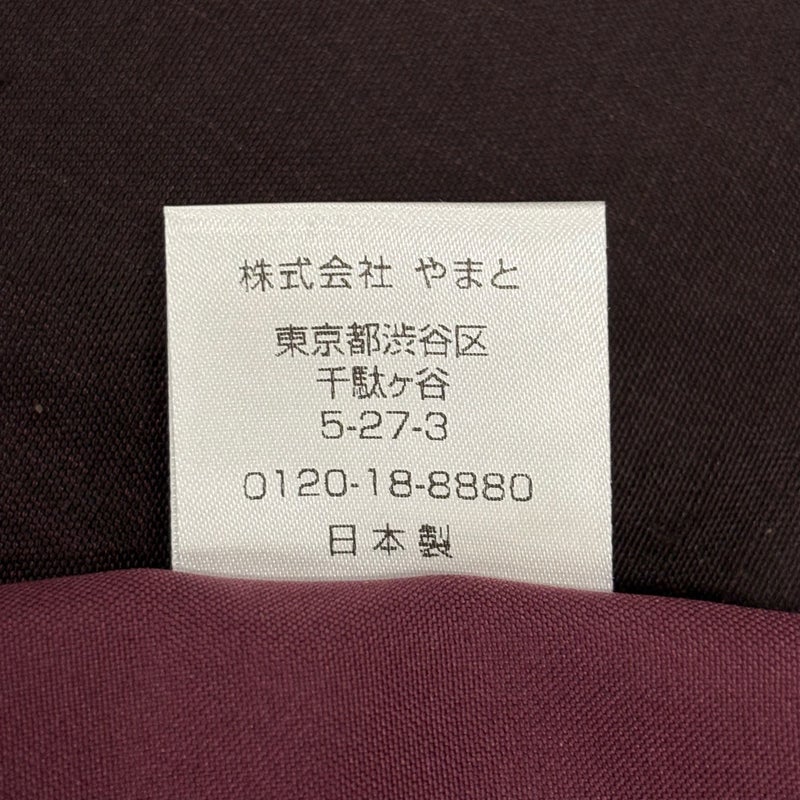 株式会社 やまと
東京都渋谷区
千駄ヶ谷
5-27-3
0120-18-8880
日本製